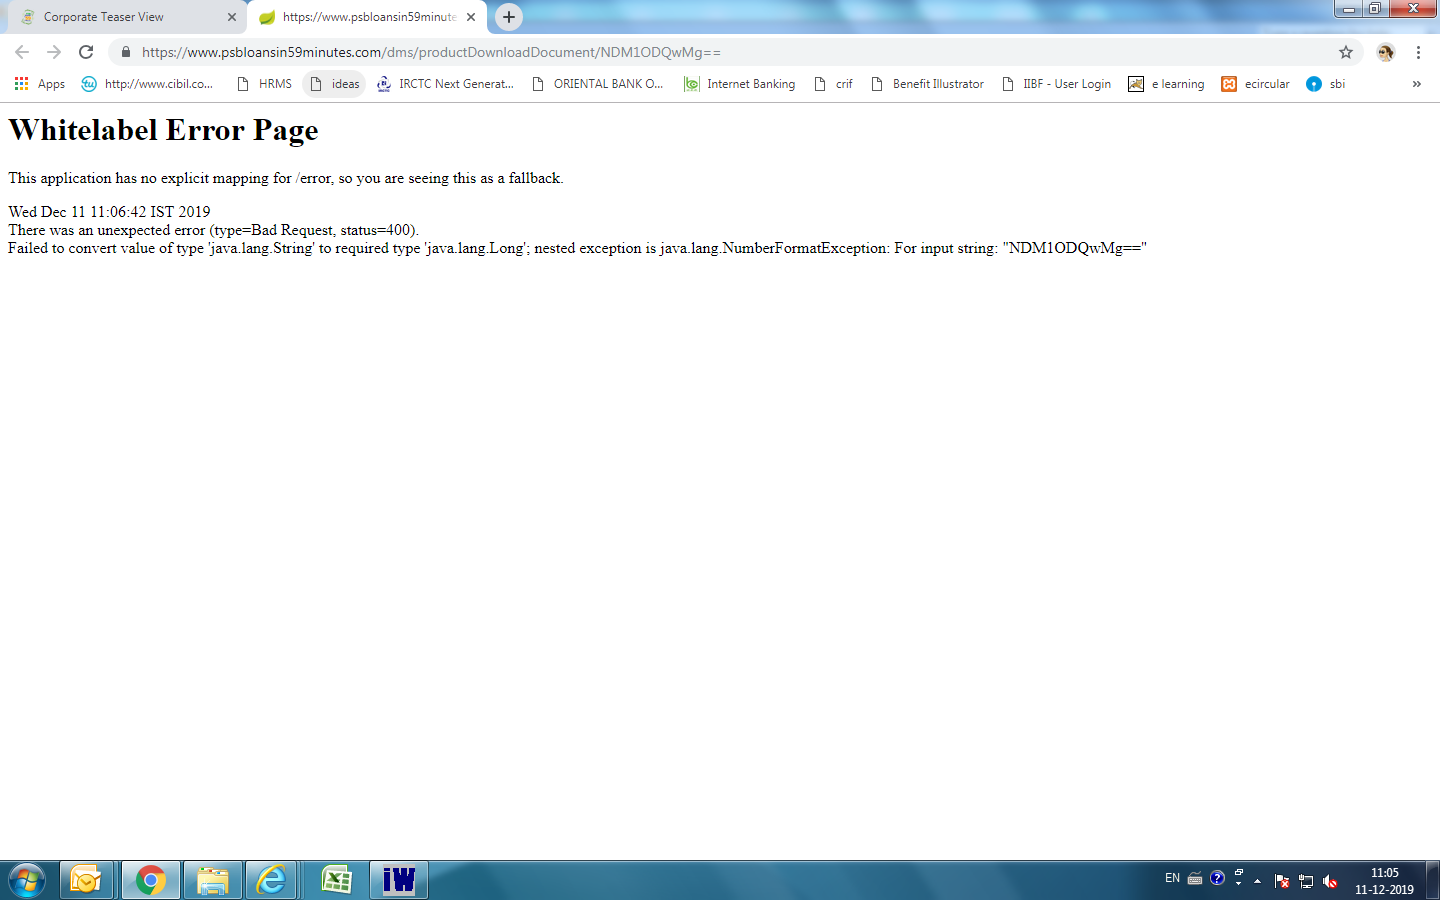 Corporate Teaser View
https://www.psbloansin59minute
https://www.psbloansin59minutes.com/dms/productDownloadDocument/NDM1ODQwMg==
Apps http://www.cibil.co... HRMS ideas IRCTC Next Generat... ORIENTAL BANK O... Internet Banking crif Benefit Illustrator IIBF - User Login e learning ecircular sbi »
Whitelabel Error Page
This application has no explicit mapping for /error, so you are seeing this as a fallback.
Wed Dec 11 11:06:42 IST 2019
There was an unexpected error (type=Bad Request, status=400).
Failed to convert value of type 'java.lang.String' to required type 'java.lang.Long'; nested exception is java.lang.NumberFormatException: For input string: "NDM1ODQwMg=="
iW
EN
11:05
11-12-2019